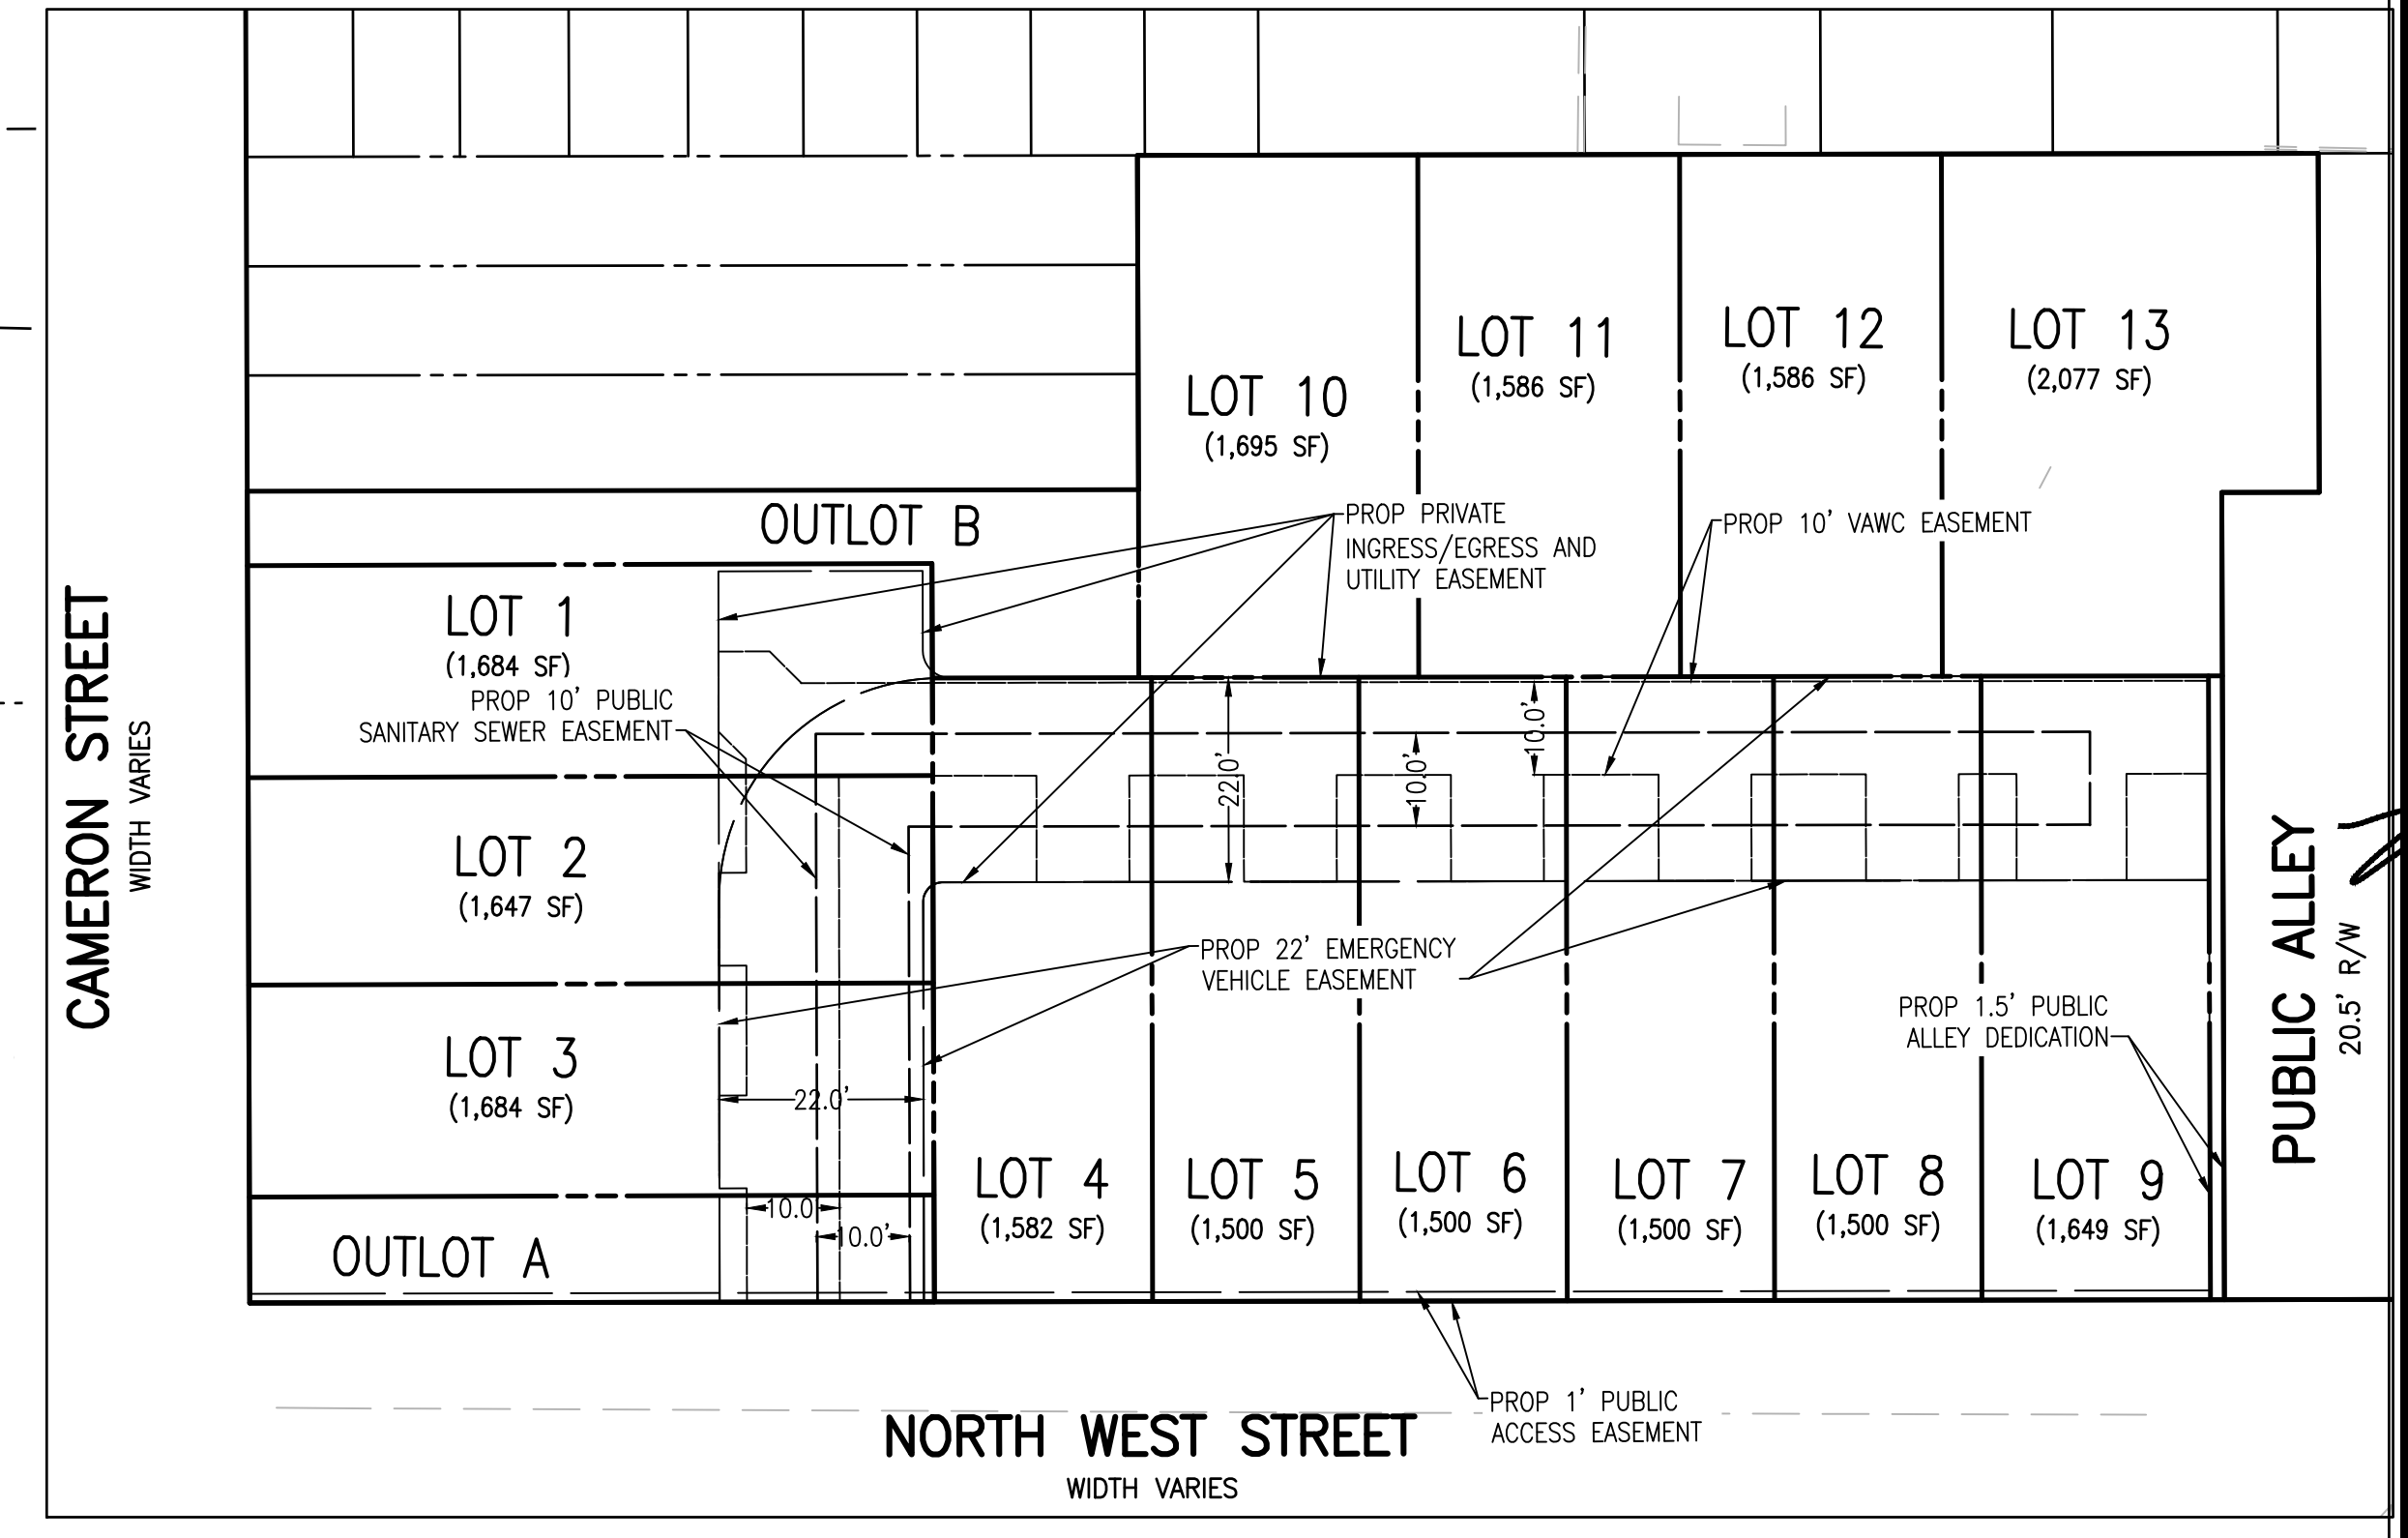 LOT 10
(1,695 SF)
LOT 11
(1,586 SF)
LOT 12
(1,586 SF)
LOT 13
(2,077 SF)
OUTLOT B
PROP PRIVATE
INGRESS/EGRESS AND
UTILITY EASEMENT
PROP 10' VAWC EASEMENT
LOT 1
(1,684 SF)
PROP 10' PUBLIC
SANITARY SEWER EASEMENT
CAMERON STREET
WIDTH VARIES
22.0'
10.0'
10.0'
LOT 2
(1,647 SF)
PROP 22' EMERGENCY
VEHICLE EASEMENT
PROP 1.5' PUBLIC
ALLEY DEDICATION
PUBLIC ALLEY
20.5' R/W
LOT 3
(1,684 SF)
22.0'
10.0'
10.0'
OUTLOT A
LOT 4
(1,582 SF)
LOT 5
(1,500 SF)
LOT 6
(1,500 SF)
LOT 7
(1,500 SF)
LOT 8
(1,500 SF)
LOT 9
(1,649 SF)
PROP 1' PUBLIC
ACCESS EASEMENT
NORTH WEST STREET
WIDTH VARIES